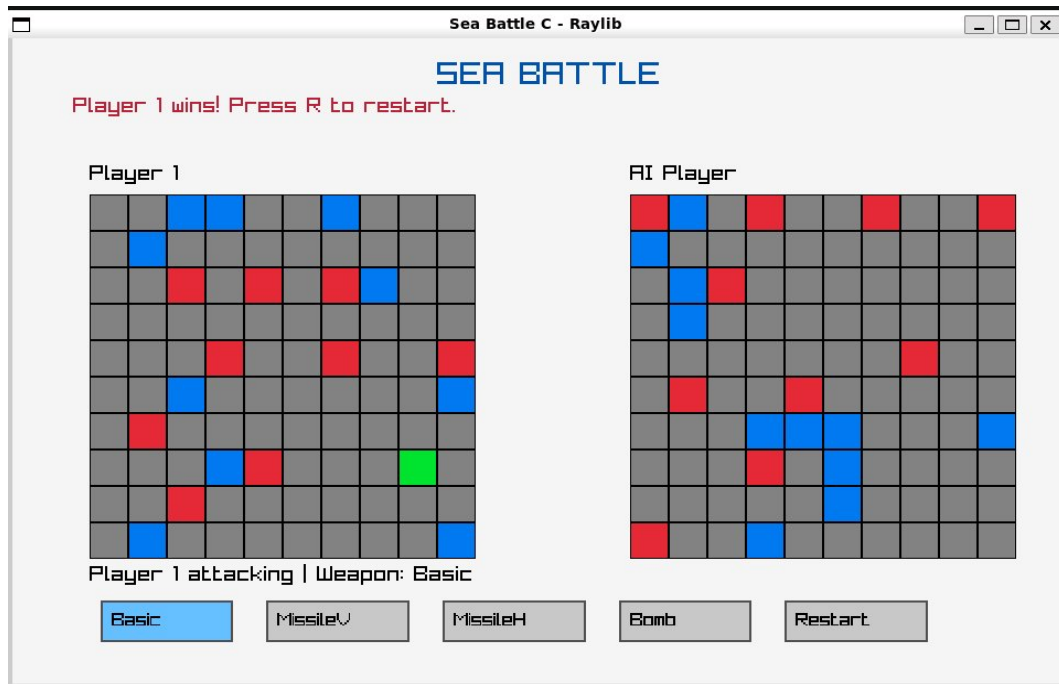 Sea Battle C - Raylib
SEA BATTLE
Player 1 wins! Press R to restart.
Player 1
AI Player
Player 1 attacking | Weapon: Basic
Basic
MissileV
MissileH
Bomb
Restart